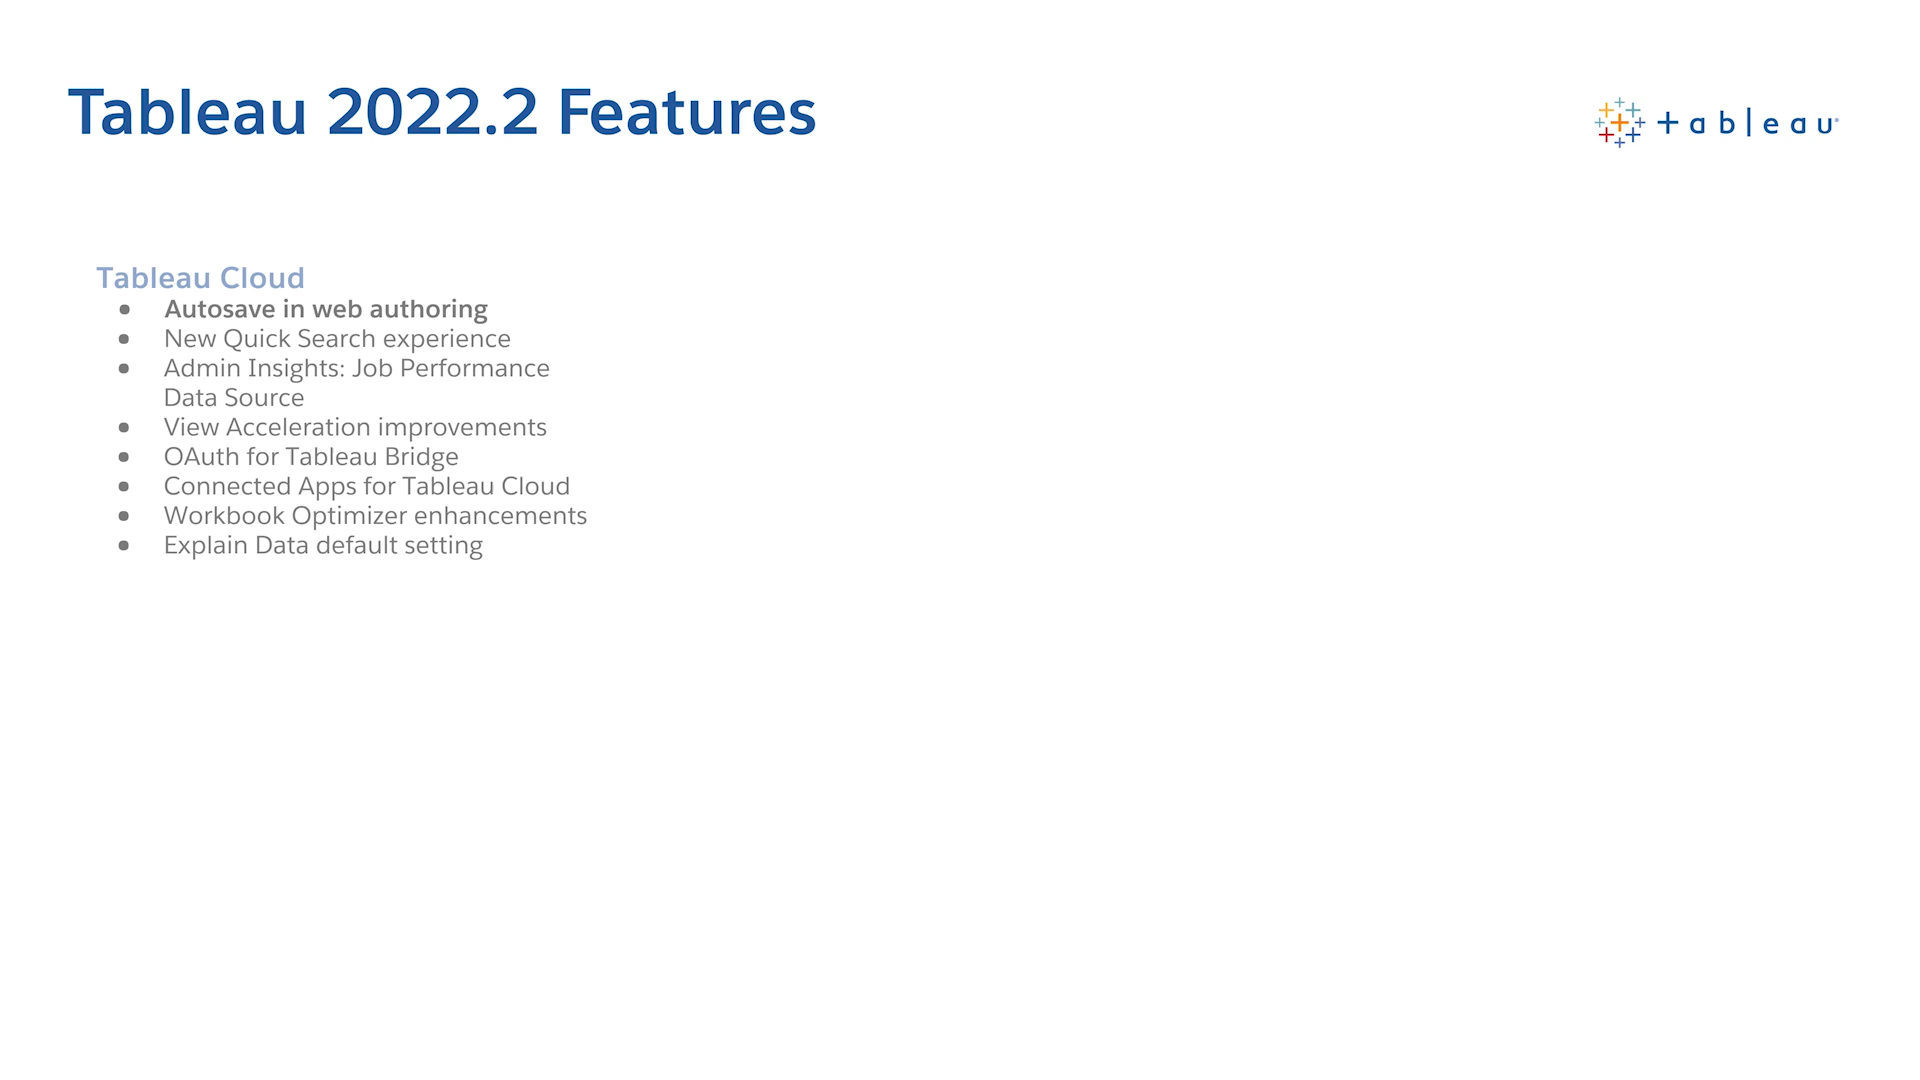 Tableau 2022.2 Features
+ableau
Tableau Cloud
• Autosave in web authoring
• New Quick Search experience
• Admin Insights: Job Performance
Data Source
• View Acceleration improvements
• OAuth for Tableau Bridge
• Connected Apps for Tableau Cloud
• Workbook Optimizer enhancements
• Explain Data default setting